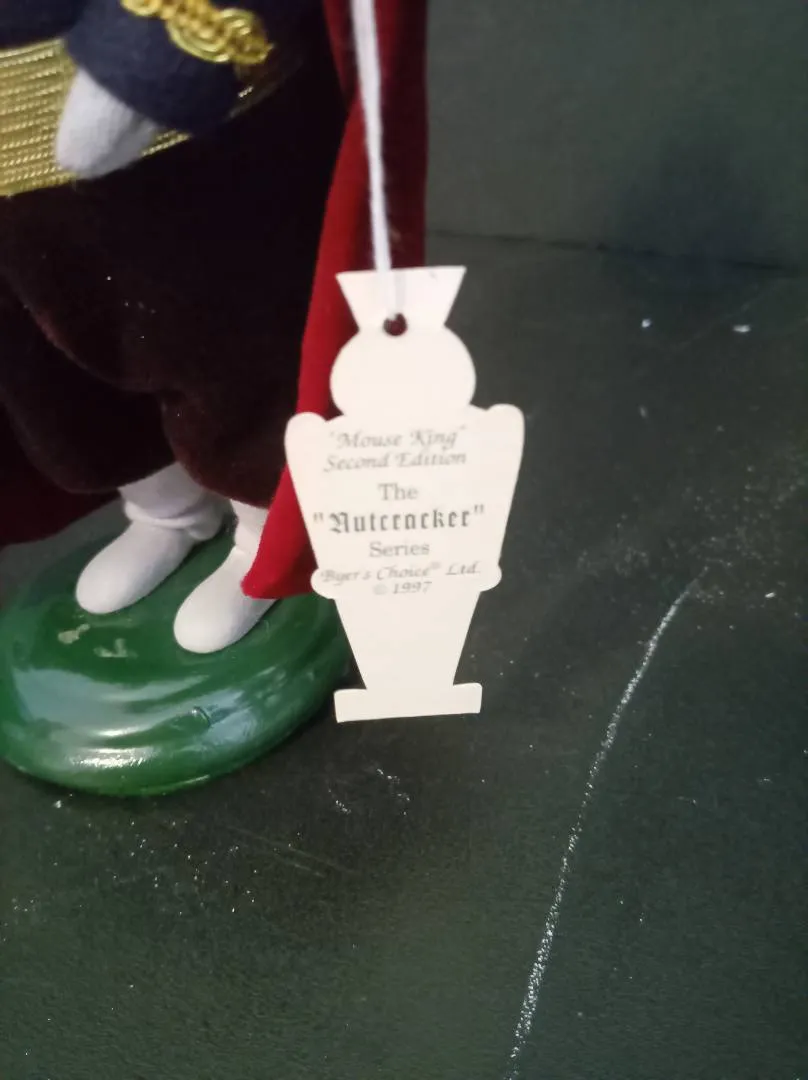 "Mouse King"
Second Edition
The
"Nutcracker"
Series
Byer's Choice® Ltd.
© 1997